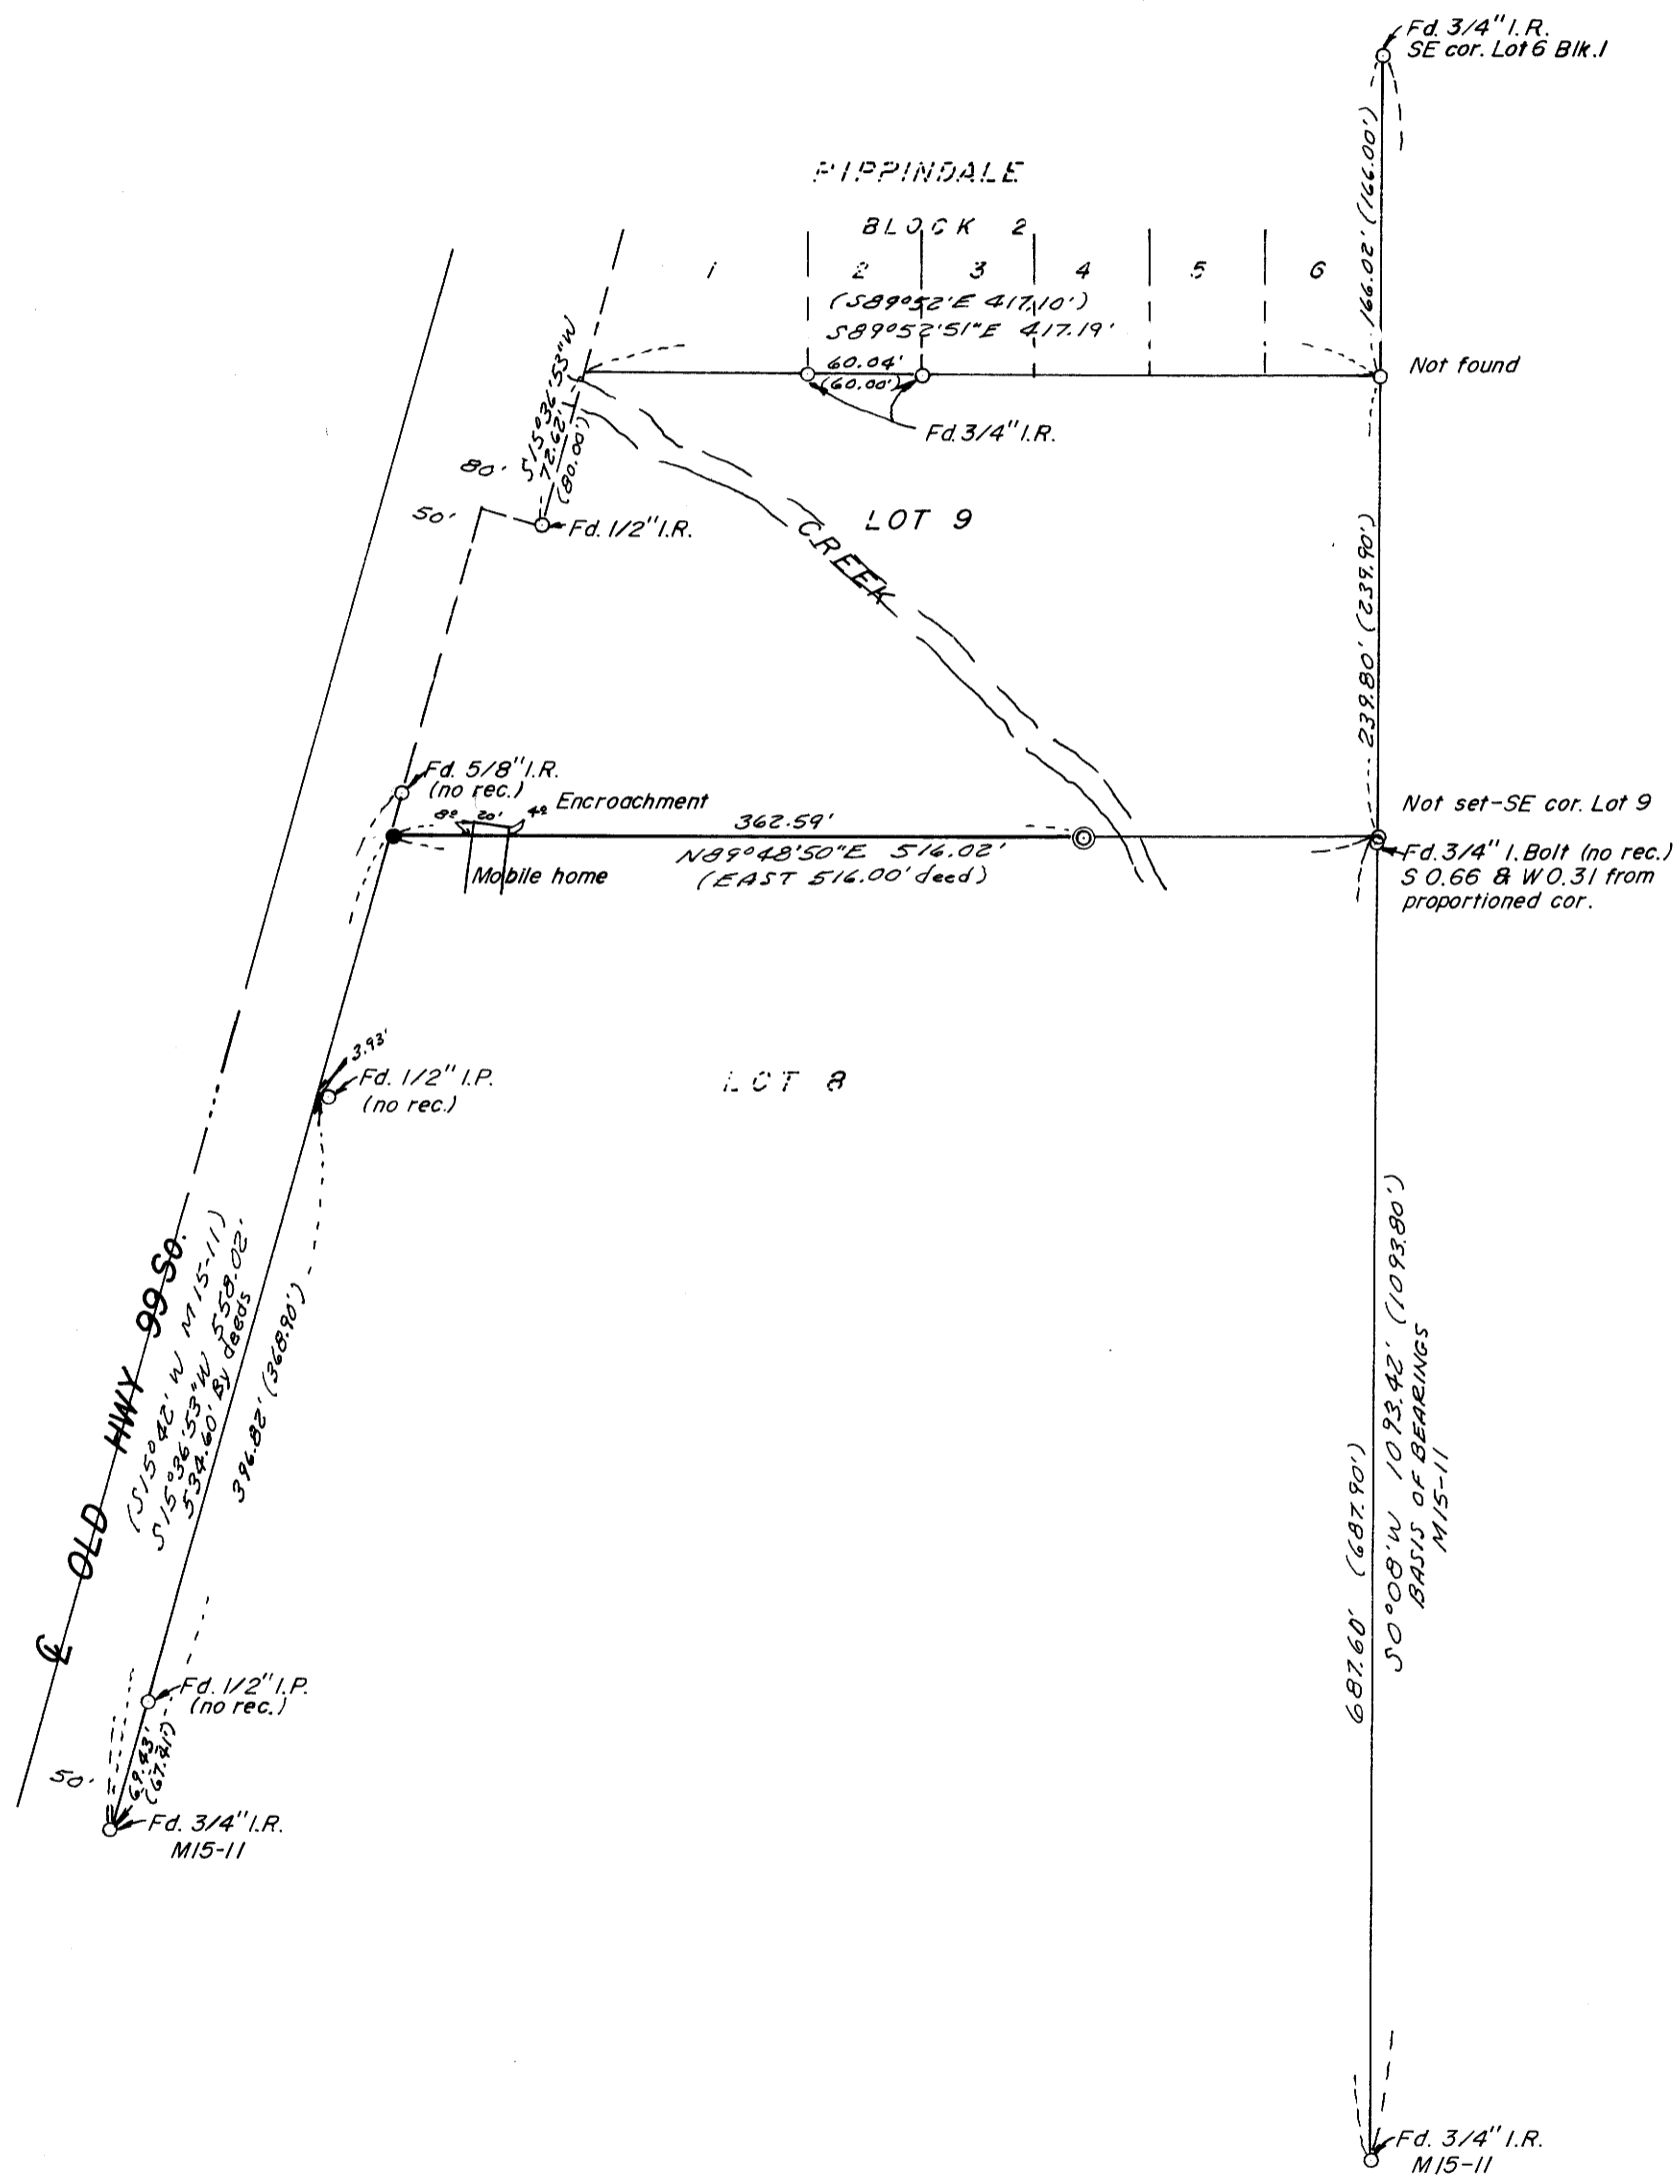 Fd. 3/4" I.R.
SE cor. Lot 6 Blk. 1
166.02' (166.00')
PIPPINDALE
BLOCK 2
1 2 3 4 5 6
(S89°52'E 417.10')
S89°52'51"E 417.19'
60.04'
(60.00')
Fd. 3/4" I.R.
Not found
S15°36'53"W
72.62'
(80.00')
80'
50'
Fd. 1/2" I.R.
LOT 9
CREEK
239.80' (239.90')
Fd. 5/8" I.R.
(no rec.)
20'
Encroachment
362.59'
N89°48'50"E 516.02'
(EAST 516.00' deed)
Mobile home
Not set-SE cor. Lot 9
Fd. 3/4" I. Bolt (no rec.)
S 0.66 & W 0.31 from
proportioned cor.
3.93'
Fd. 1/2" I.P.
(no rec.)
LOT 8
OLD HWY 99 SO.
(S15°42' W M15-11)
S15°36'53"W 558.02'
534.60' By deeds
396.82' (368.90')
687.60' (687.90')
S0°08'W 1093.42' (1093.80')
BASIS OF BEARINGS
M15-11
Fd. 1/2" I.P.
(no rec.)
69.43'
(67.41')
50'
Fd. 3/4" I.R.
M15-11
Fd. 3/4" I.R.
M15-11